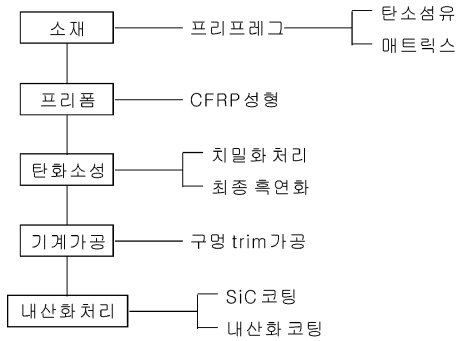 탄소섬유
소재 프리프레그
매트릭스
프리폼 CFRP성형
치밀화 처리
탄화소성
최종 흑연화
기계가공 구멍 trim가공
SiC 코팅
내산화처리
내산화 코팅